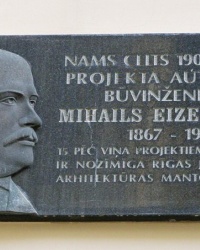 NAMS CELTS 190
PROJEKTA AUT
BŪVINŽENI
MIHAILS EIZE
1867 - 19
15 PĒC VIŅA PROJEKTIEM
IR NOZĪMĪGA RĪGAS
ARHITEKTŪRAS MANTO